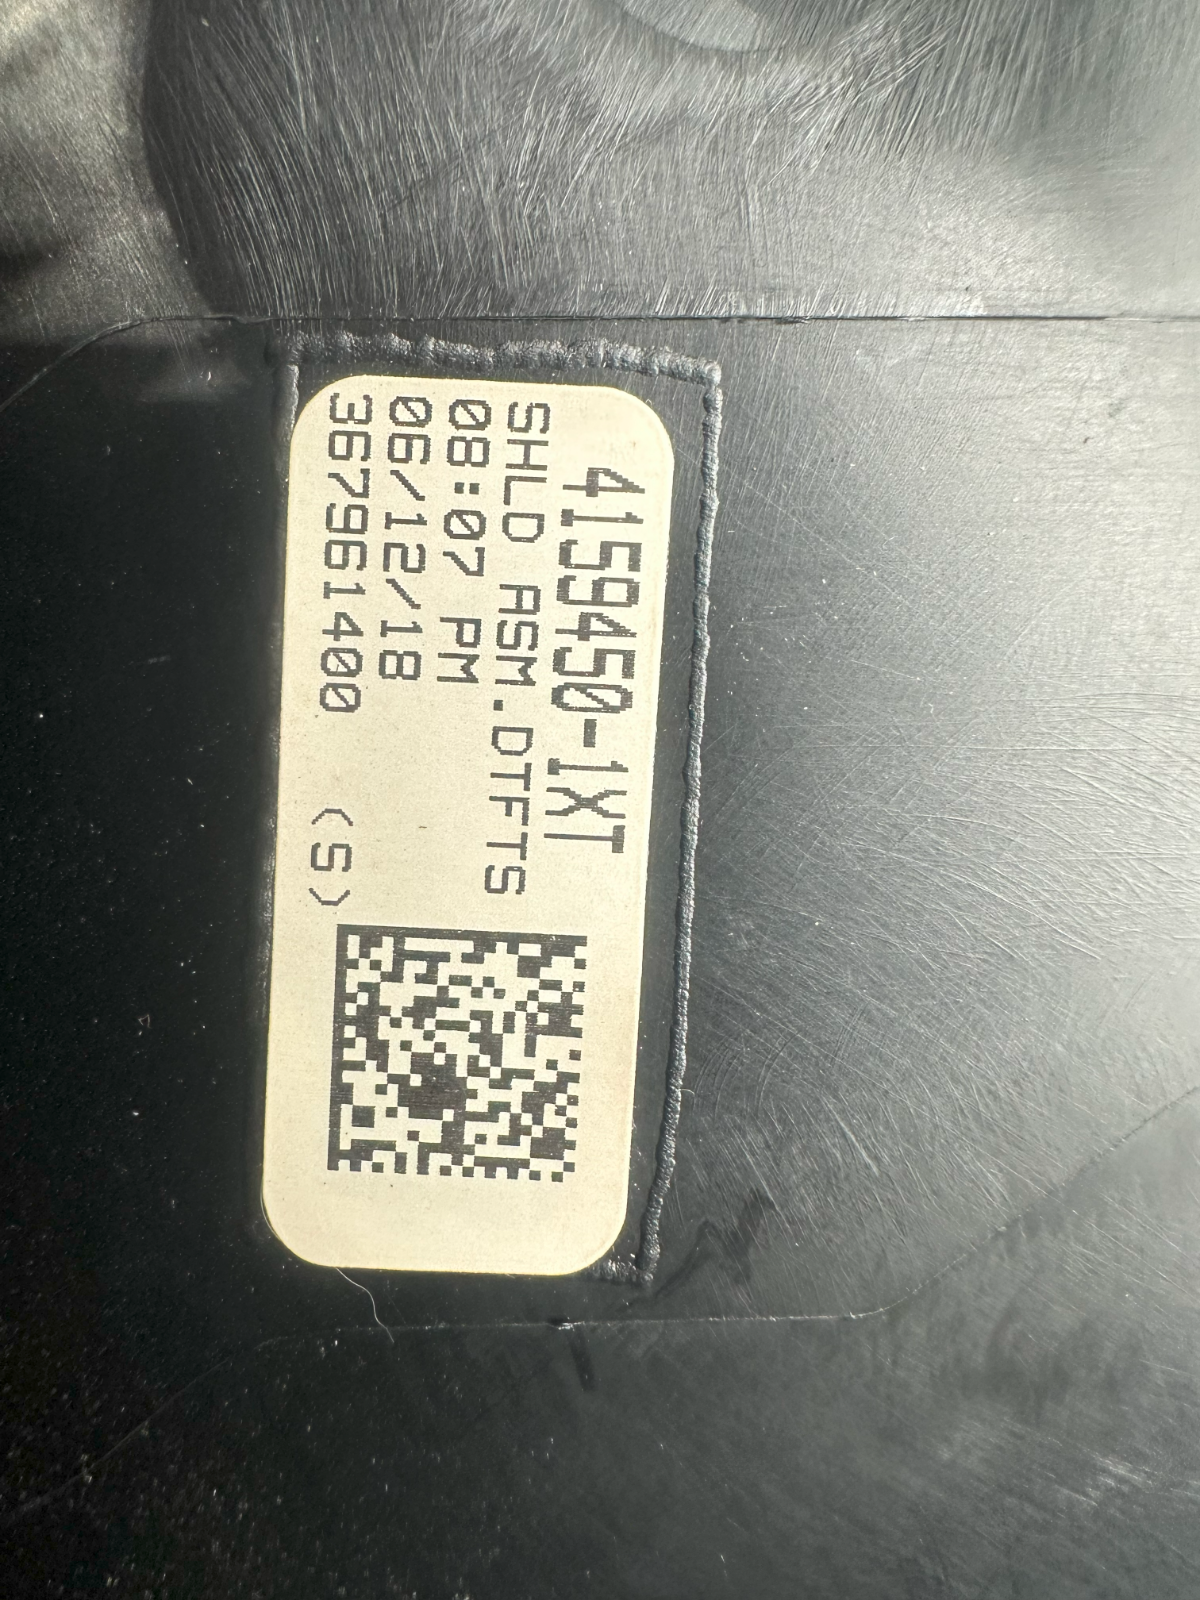 4159450-1XT
SHLD ASM.DTFTS
08:07 PM
06/12/18
367961400 (S)